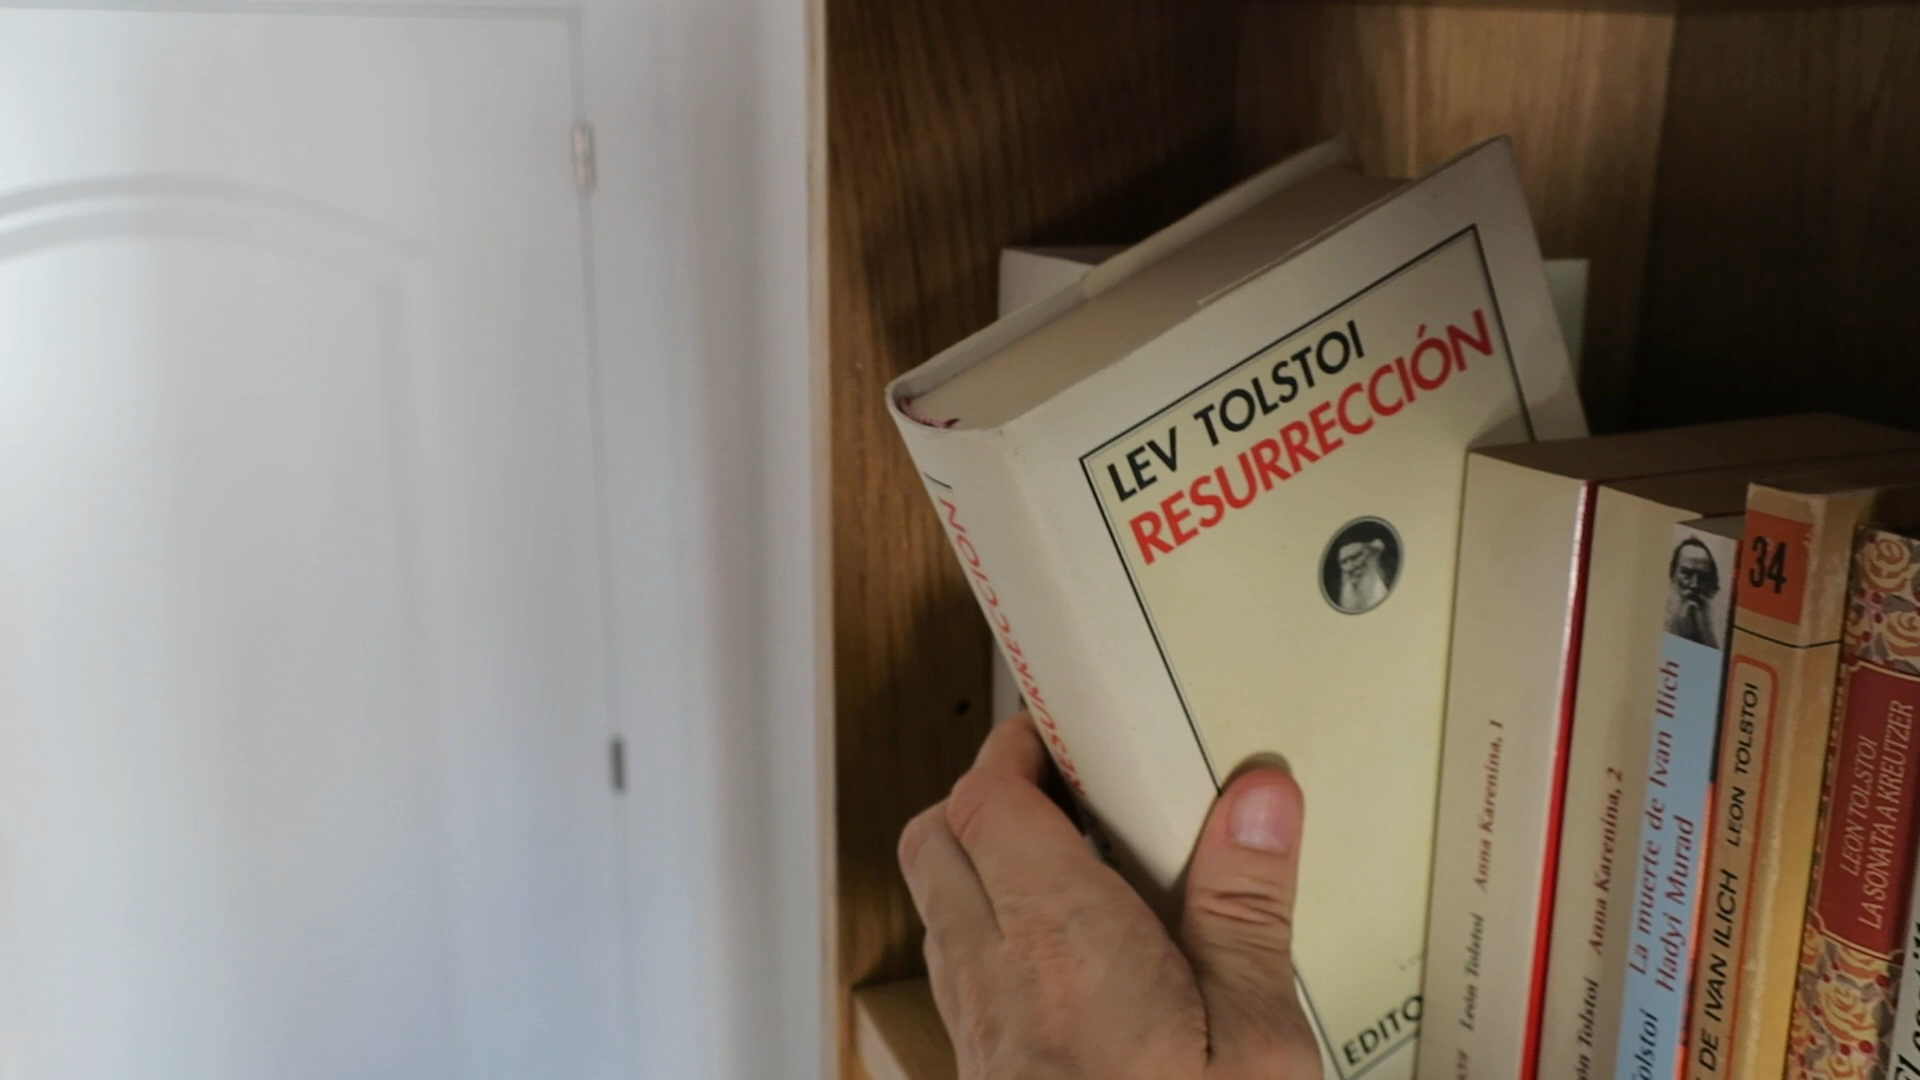 LEV TOLSTOI
RESURRECCIÓN
EDITO
RESURRECCIÓN /
León Tolstoi Anna Karenina, 1
Tolstoi Anna Karenina, 2
Tolstoi La muerte de Ivan Ilich
Hadyi Murad
34
DE IVAN ILICH LEON TOLSTOI
LEON TOLSTOI
LA SONATA A KREUTZER